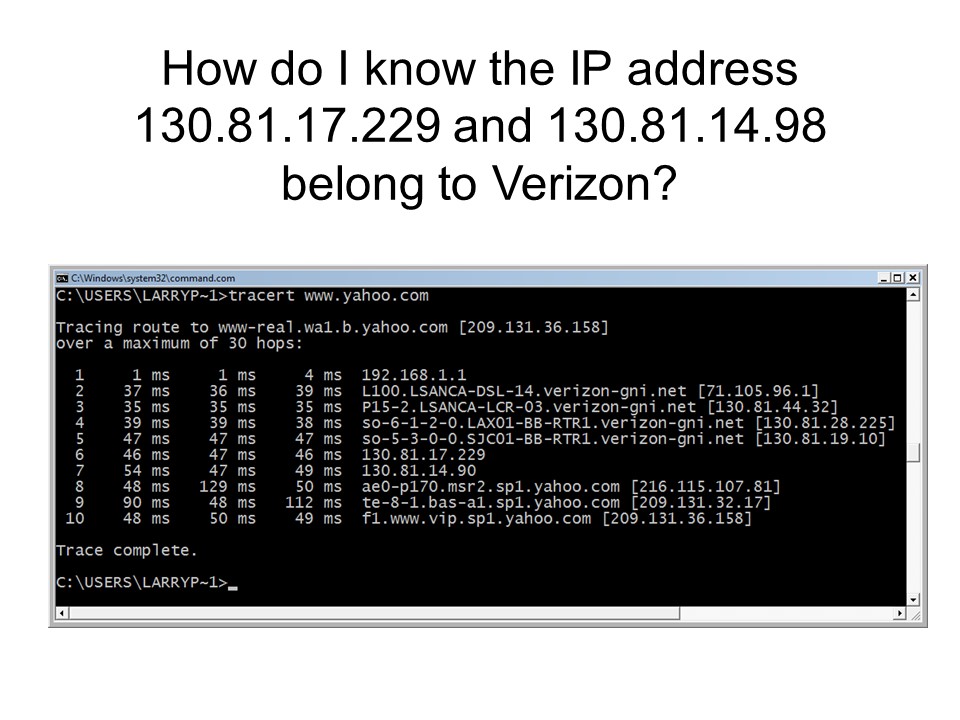 How do I know the IP address
130.81.17.229 and 130.81.14.98
belong to Verizon?
C:\Windows\system32\command.com
C:\USERS\LARRYP~1>tracert www.yahoo.com
Tracing route to www-real.wa1.b.yahoo.com [209.131.36.158]
over a maximum of 30 hops:
1 1 ms 1 ms 4 ms 192.168.1.1
2 37 ms 36 ms 39 ms L100.LSANCA-DSL-14.verizon-gni.net [71.105.96.1]
3 35 ms 35 ms 35 ms P15-2.LSANCA-LCR-03.verizon-gni.net [130.81.44.32]
4 39 ms 39 ms 38 ms so-6-1-2-0.LAX01-BB-RTR1.verizon-gni.net [130.81.28.225]
5 47 ms 47 ms 47 ms so-5-3-0-0.SJC01-BB-RTR1.verizon-gni.net [130.81.19.10]
6 46 ms 47 ms 46 ms 130.81.17.229
7 54 ms 47 ms 49 ms 130.81.14.90
8 48 ms 129 ms 50 ms ae0-p170.msr2.sp1.yahoo.com [216.115.107.81]
9 90 ms 48 ms 112 ms te-8-1.bas-a1.sp1.yahoo.com [209.131.32.17]
10 48 ms 50 ms 49 ms f1.www.vip.sp1.yahoo.com [209.131.36.158]
Trace complete.
C:\USERS\LARRYP~1>_